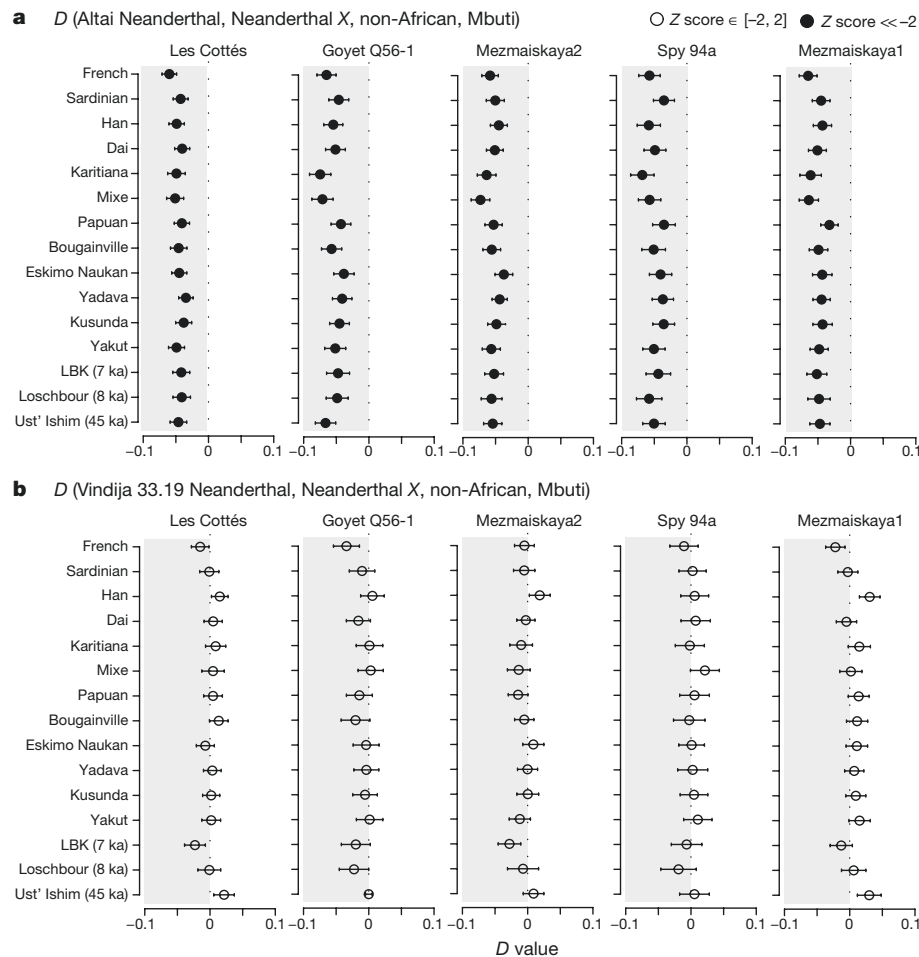 a D (Altai Neanderthal, Neanderthal X, non-African, Mbuti) Z score ∈ [-2, 2] Z score <<-2
Les Cottés Goyet Q56-1 Mezmaiskaya2 Spy 94a Mezmaiskaya1
French
Sardinian
Han
Dai
Karitiana
Mixe
Papuan
Bougainville
Eskimo Naukan
Yadava
Kusunda
Yakut
LBK (7 ka)
Loschbour (8 ka)
Ust' Ishim (45 ka)
−0.1 0 0.1 −0.1 0 0.1 −0.1 0 0.1 −0.1 0 0.1 −0.1 0 0.1
b D (Vindija 33.19 Neanderthal, Neanderthal X, non-African, Mbuti)
Les Cottés Goyet Q56-1 Mezmaiskaya2 Spy 94a Mezmaiskaya1
French
Sardinian
Han
Dai
Karitiana
Mixe
Papuan
Bougainville
Eskimo Naukan
Yadava
Kusunda
Yakut
LBK (7 ka)
Loschbour (8 ka)
Ust' Ishim (45 ka)
−0.1 0 0.1 −0.1 0 0.1 −0.1 0 0.1 −0.1 0 0.1 −0.1 0 0.1
D value